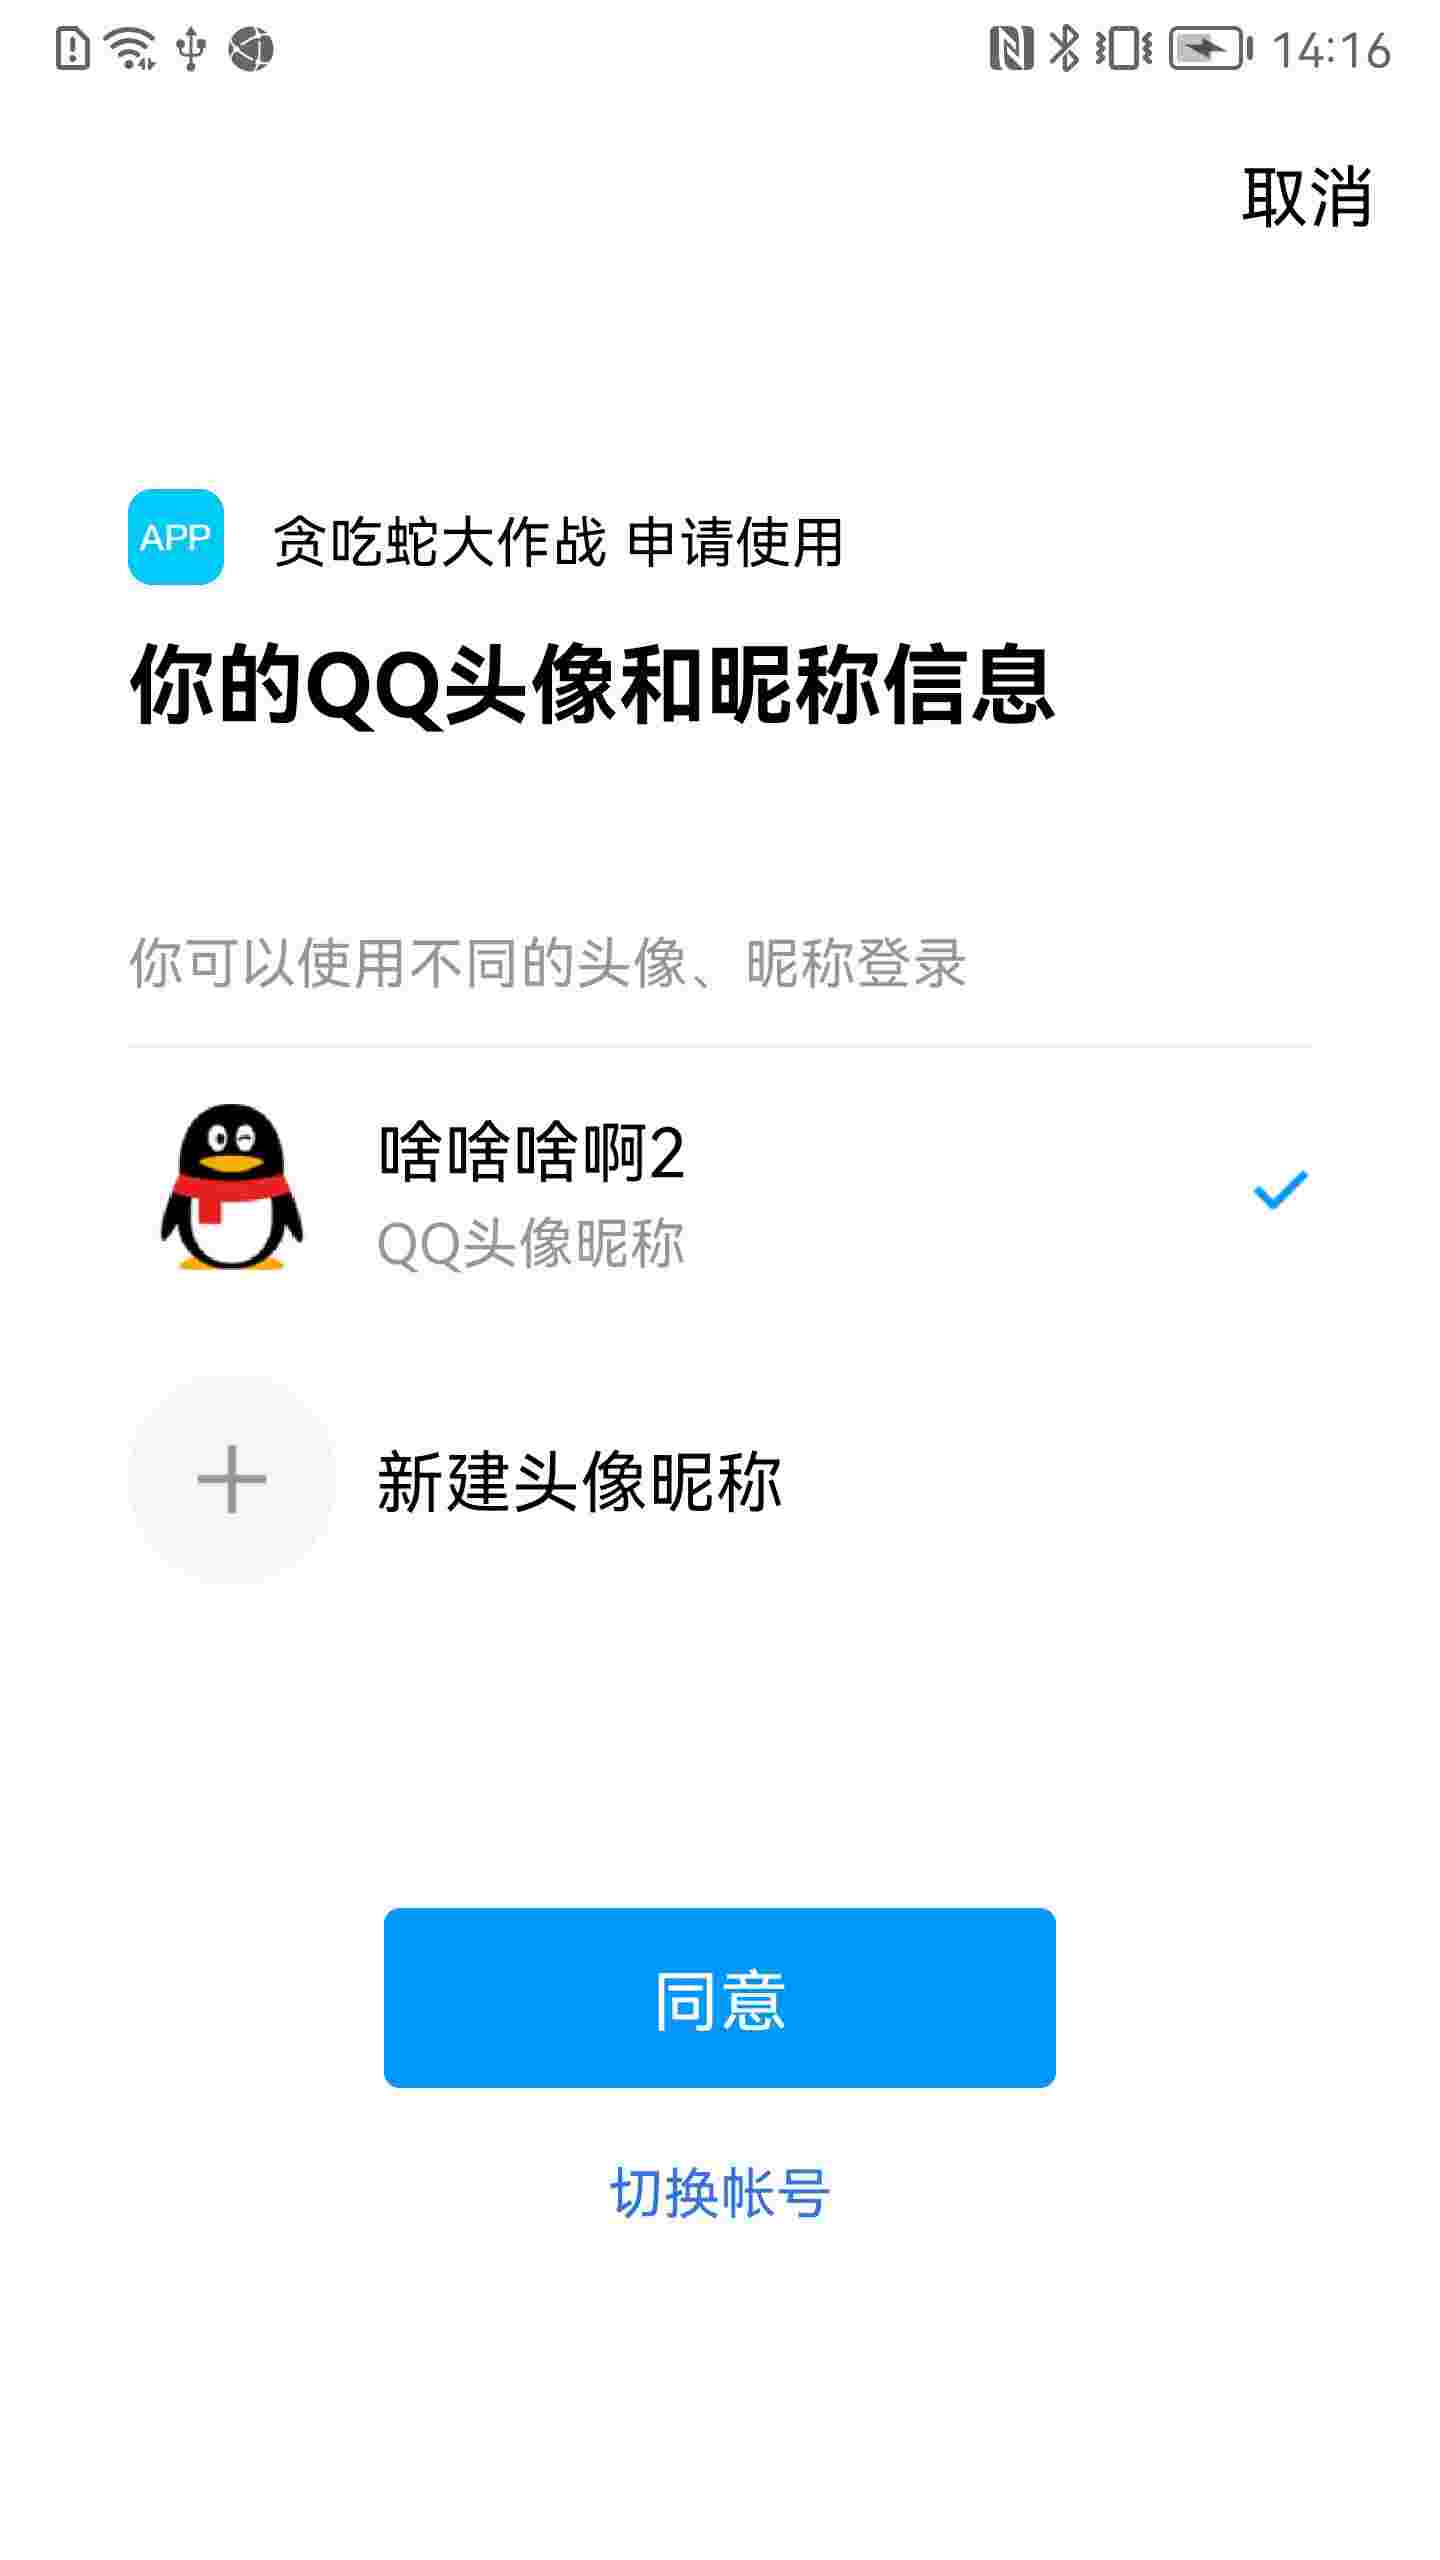 14:16
取消
APP 贪吃蛇大作战 申请使用
你的QQ头像和昵称信息
你可以使用不同的头像、昵称登录
啥啥啥啊2
QQ头像昵称
新建头像昵称
同意
切换帐号